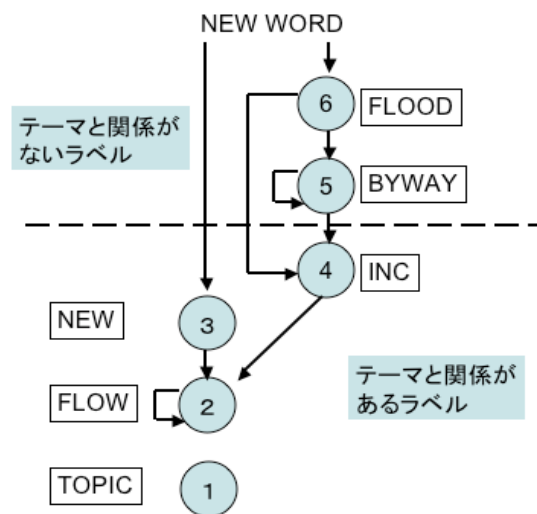 NEW WORD
6
FLOOD
テーマと関係が
ないラベル
5
BYWAY
4
INC
NEW
3
テーマと関係が
あるラベル
FLOW
2
TOPIC
1